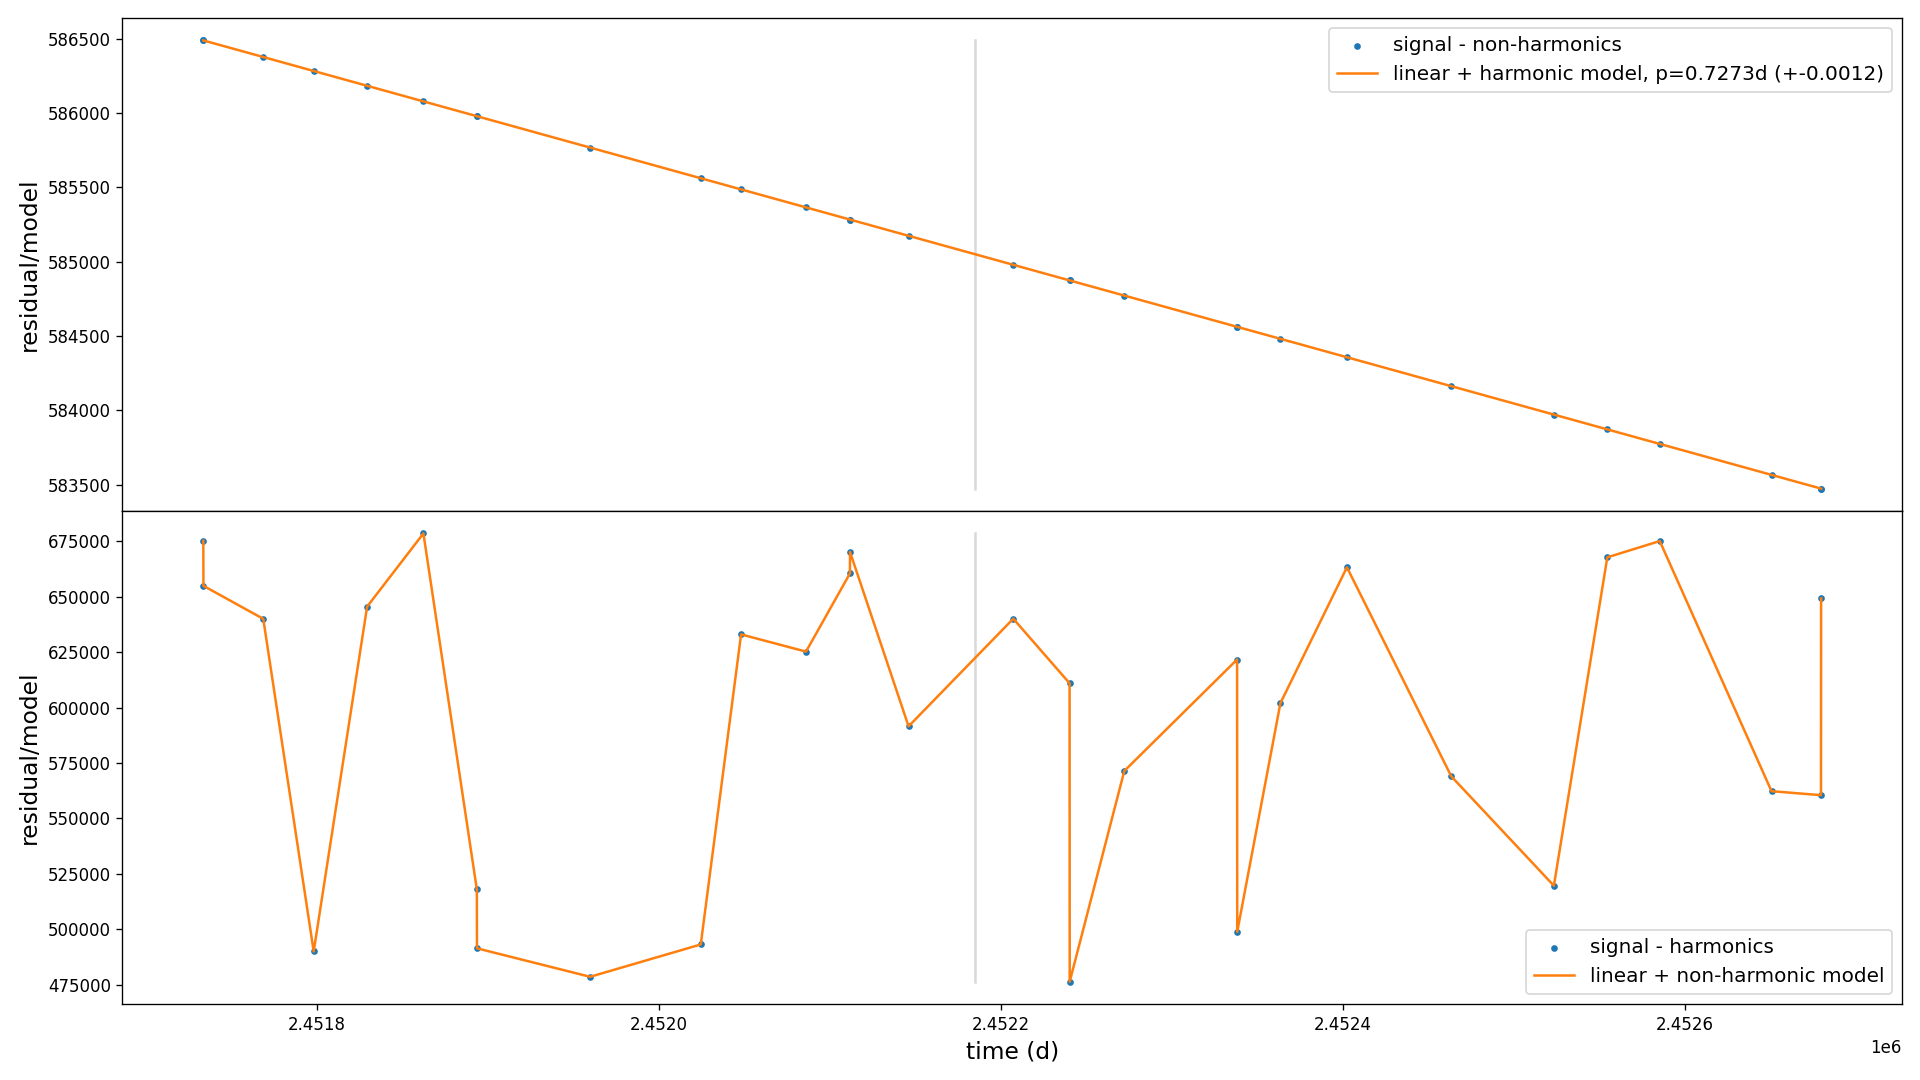 586500
586000
585500
585000
584500
584000
583500
residual/model
signal - non-harmonics
linear + harmonic model, p=0.7273d (+-0.0012)
675000
650000
625000
600000
575000
550000
525000
500000
475000
residual/model
signal - harmonics
linear + non-harmonic model
2.4518 2.4520 2.4522 2.4524 2.4526
1e6
time (d)